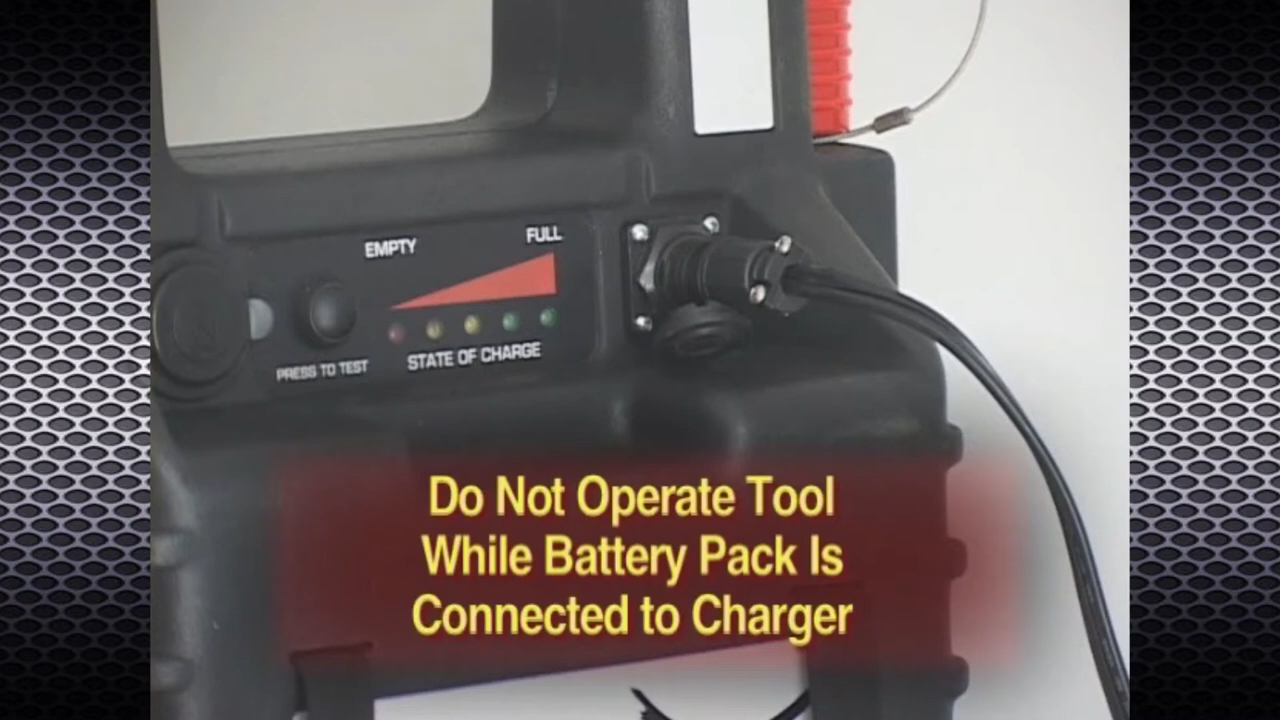 EMPTY
FULL
PRESS TO TEST
STATE OF CHARGE
Do Not Operate Tool
While Battery Pack Is
Connected to Charger